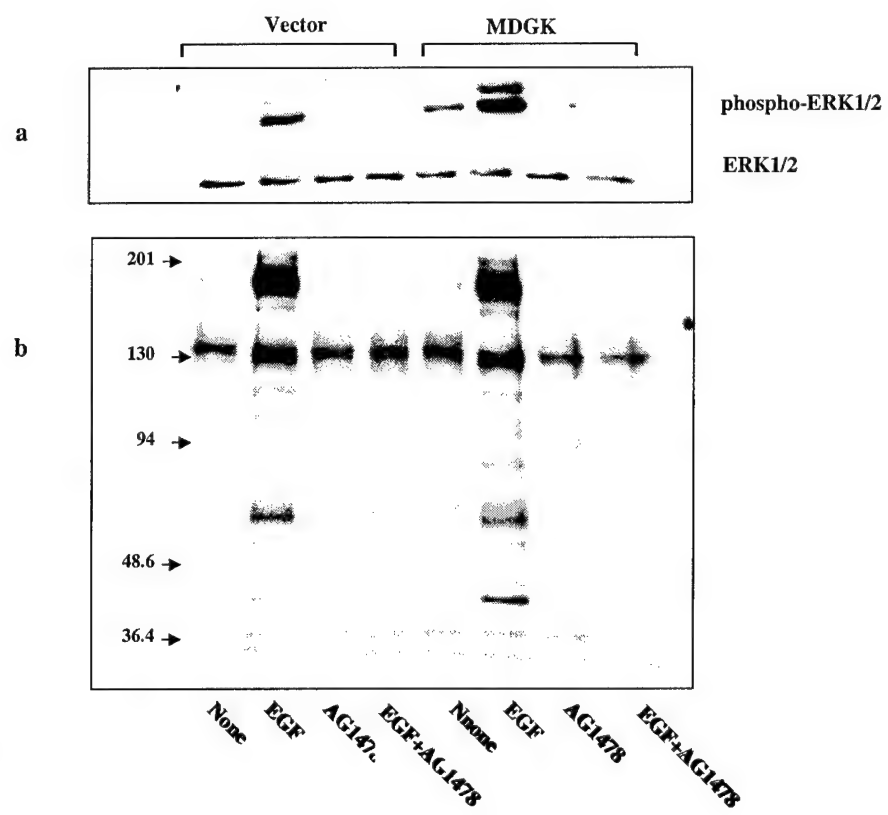 Vector
MDGK
a
phospho-ERK1/2
ERK1/2
b
201
130
94
48.6
36.4
None
EGF
AG147
EGF+AG1478
Nnone
EGF
AG1478
EGF+AG1478